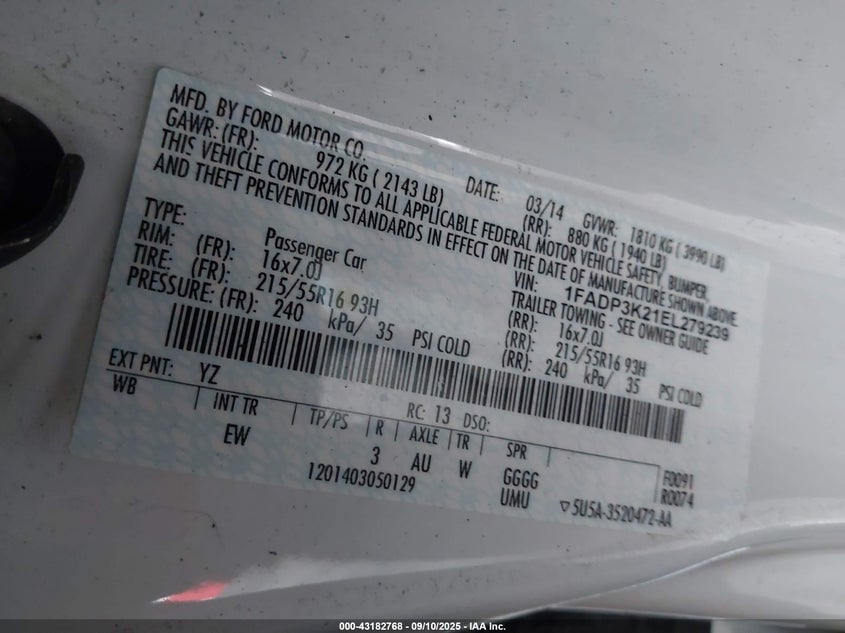 MFD. BY FORD MOTOR CO.
DATE: 03/14 GVWR: 1810 KG ( 3990 LB)
GAWR: (FR): 972 KG ( 2143 LB) (RR): 880 KG ( 1940 LB)
THIS VEHICLE CONFORMS TO ALL APPLICABLE FEDERAL MOTOR VEHICLE SAFETY, BUMPER,
AND THEFT PREVENTION STANDARDS IN EFFECT ON THE DATE OF MANUFACTURE SHOWN ABOVE.
VIN: 1FADP3K21EL279239
TYPE: Passenger Car TRAILER TOWING - SEE OWNER GUIDE
RIM: (FR): 16x7.0J (RR): 16x7.0J
TIRE: (FR): 215/55R16 93H (RR): 215/55R16 93H
PRESSURE: (FR): 240 kPa/ 35 PSI COLD (RR): 240 kPa/ 35 PSI COLD
EXT PNT: YZ RC: 13 DSO:
WB INT TR TP/PS R AXLE TR SPR
EW 3 AU W GGGG F0091
UMU R0074
1201403050129 ▽5U5A-3520472-AA
000-43182768 - 09/10/2025 - IAA Inc.